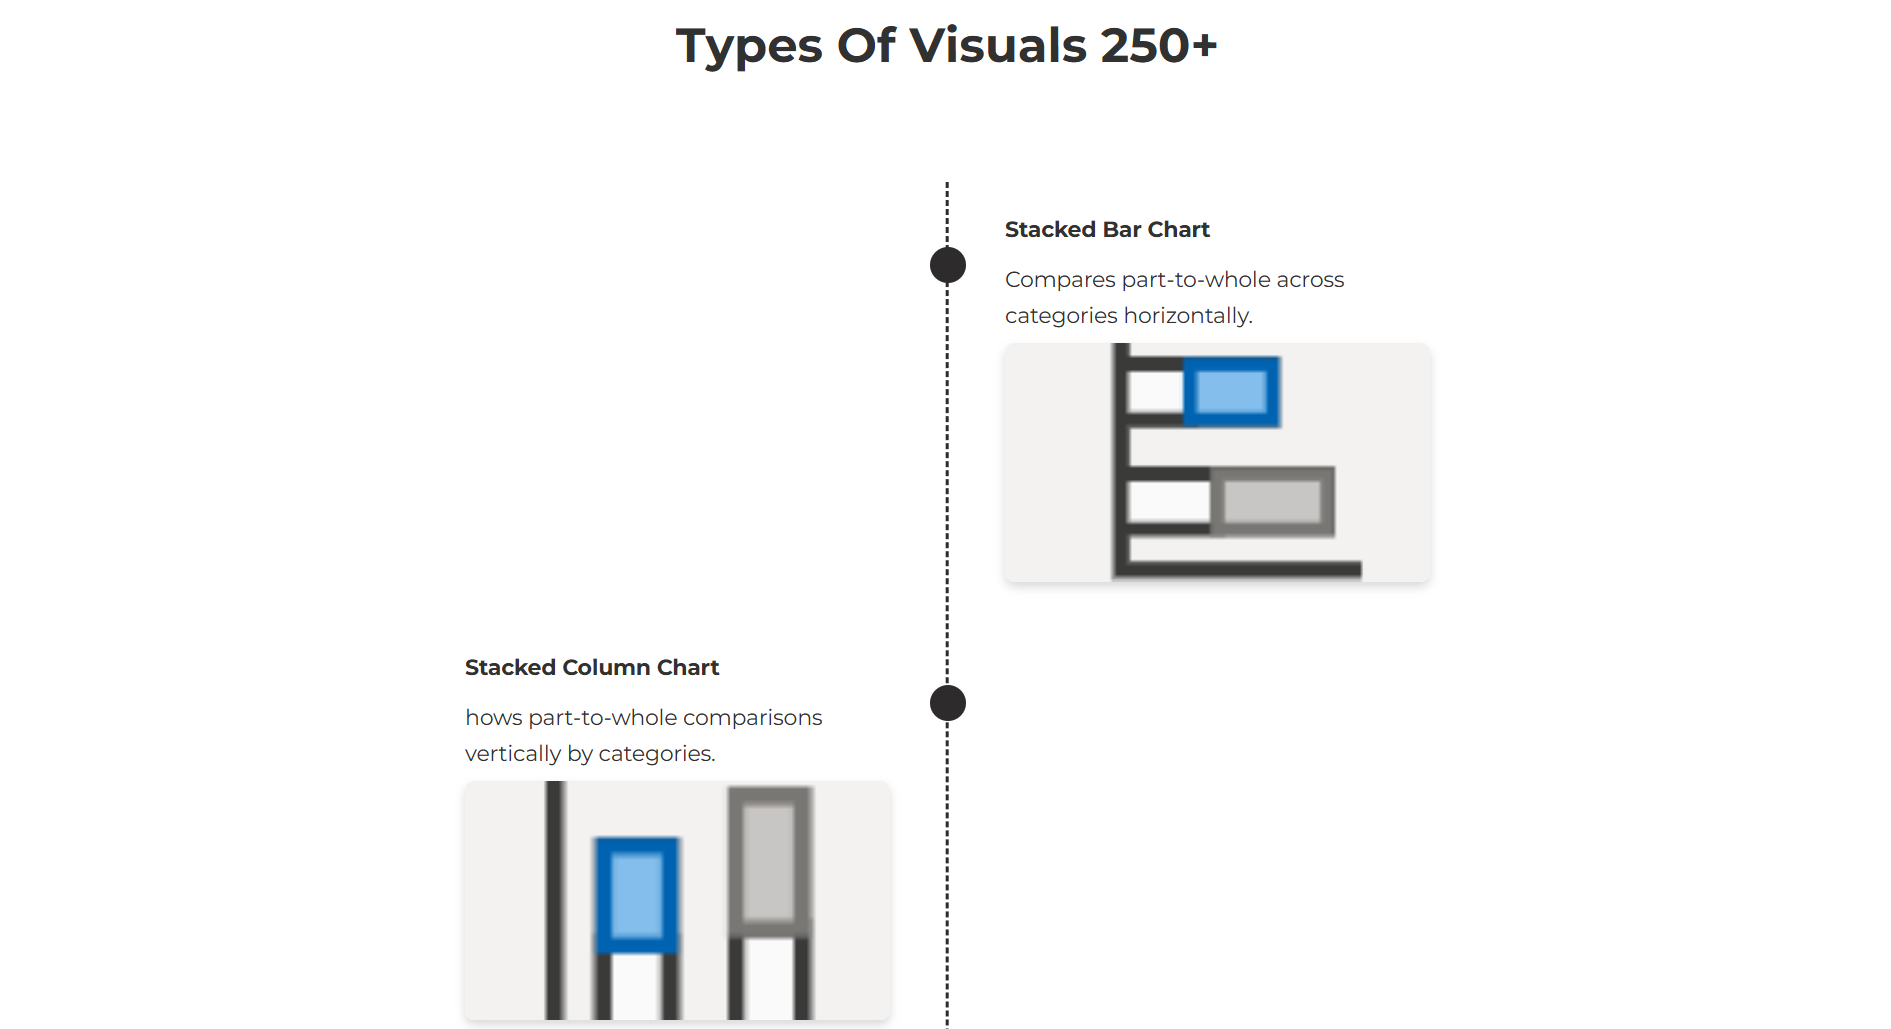 Types Of Visuals 250+
Stacked Bar Chart
Compares part-to-whole across
categories horizontally.
Stacked Column Chart
hows part-to-whole comparisons
vertically by categories.